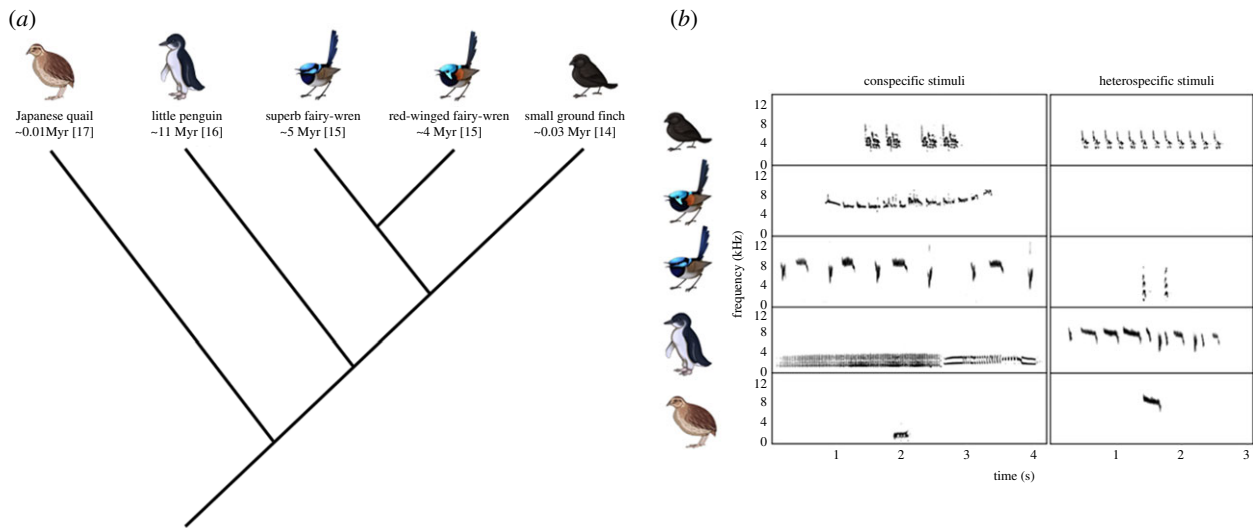 (a)
Japanese quail
~0.01Myr [17]
little penguin
~11 Myr [16]
superb fairy-wren
~5 Myr [15]
red-winged fairy-wren
~4 Myr [15]
small ground finch
~0.03 Myr [14]
(b)
conspecific stimuli
heterospecific stimuli
frequency (kHz)
12
8
4
0
12
8
4
0
12
8
4
0
12
8
4
0
12
8
4
0
1 2 3 4
1 2 3
time (s)